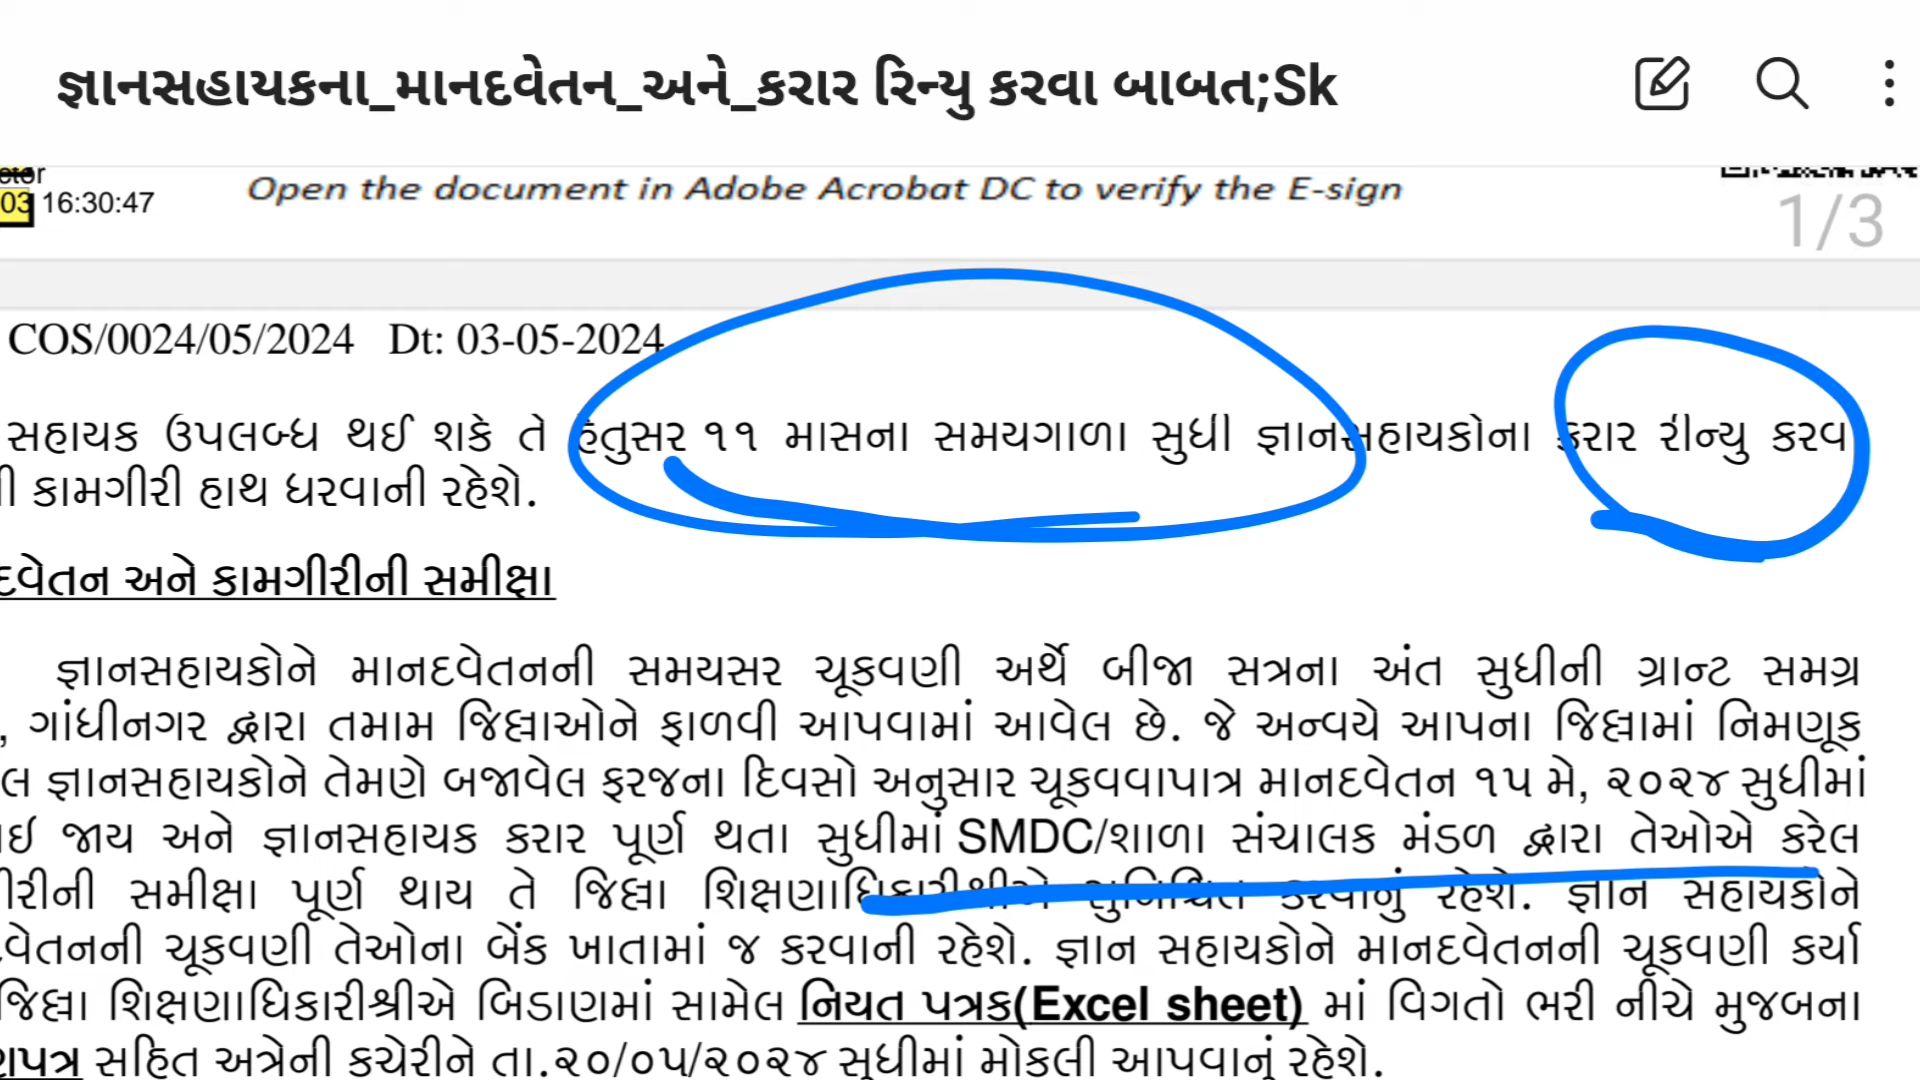 જ્ઞાનસહાયકના_માનદવેતન_અને_કરાર રિન્યુ કરવા બાબત;Sk
03 16:30:47
Open the document in Adobe Acrobat DC to verify the E-sign
1/3
COS/0024/05/2024 Dt: 03-05-2024
સહાયક ઉપલબ્ધ થઈ શકે તે હેતુસર ૧૧ માસના સમયગાળા સુધી જ્ઞાનસહાયકોના કરાર રીન્યુ કરવ
કામગીરી હાથ ધરવાની રહેશે.
દવેતન અને કામગીરીની સમીક્ષા
જ્ઞાનસહાયકોને માનદવેતનની સમયસર ચૂકવણી અર્થે બીજા સત્રના અંત સુધીની ગ્રાન્ટ સમગ્ર
, ગાંધીનગર દ્વારા તમામ જિલ્લાઓને ફાળવી આપવામાં આવેલ છે. જે અન્વયે આપના જિલ્લામાં નિમણૂક
લ જ્ઞાનસહાયકોને તેમણે બજાવેલ ફરજના દિવસો અનુસાર ચૂકવવાપાત્ર માનદવેતન ૧૫ મે, ૨૦૨૪ સુધીમાં
ઈ જાય અને જ્ઞાનસહાયક કરાર પૂર્ણ થતા સુધીમાં SMDC/શાળા સંચાલક મંડળ દ્વારા તેઓએ કરેલ
ગીરીની સમીક્ષા પૂર્ણ થાય તે જિલ્લા શિક્ષણાધિકારીશ્રીએ સુનિશ્ચિત કરવાનું રહેશે. જ્ઞાન સહાયકોને
વેતનની ચૂકવણી તેઓના બેંક ખાતામાં જ કરવાની રહેશે. જ્ઞાન સહાયકોને માનદવેતનની ચૂકવણી કર્યા
જિલ્લા શિક્ષણાધિકારીશ્રીએ બિડાણમાં સામેલ નિયત પત્રક(Excel sheet) માં વિગતો ભરી નીચે મુજબના
ણપત્ર સહિત અત્રેની કચેરીને તા.૨૦/૦૫/૨૦૨૪ સુધીમાં મોકલી આપવાનું રહેશે.